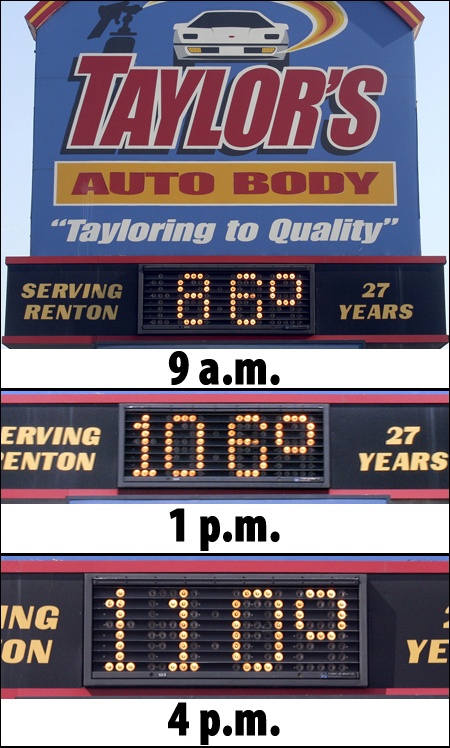 TAYLOR'S
AUTO BODY
"Tayloring to Quality"
SERVING
RENTON
86°
27
YEARS
9 a.m.
ERVING
ENTON
106°
27
YEARS
1 p.m.
ING
ON
110°
YE
4 p.m.